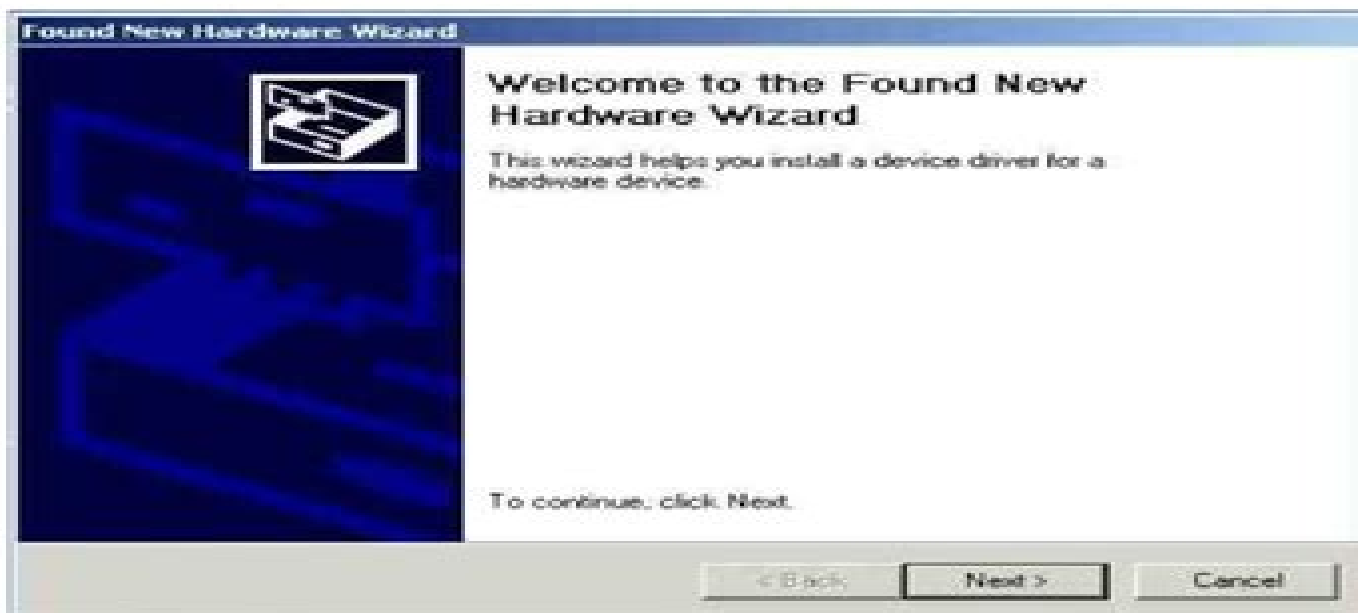 Found New Hardware Wizard
Welcome to the Found New
Hardware Wizard
This wizard helps you install a device driver for a
hardware device.
To continue, click Next.
< Back
Next >
Cancel